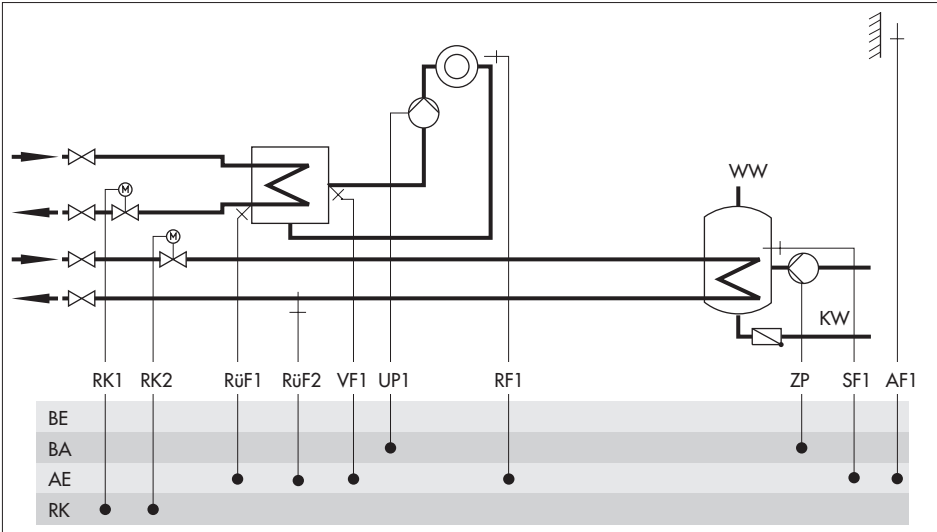 M
M
WW
KW
RK1 RK2 RüF1 RüF2 VF1 UP1 RF1 ZP SF1 AF1
BE
BA
AE
RK